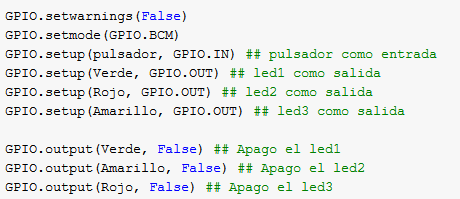 GPIO.setwarnings(False)
GPIO.setmode(GPIO.BCM)
GPIO.setup(pulsador, GPIO.IN) ## pulsador como entrada
GPIO.setup(Verde, GPIO.OUT) ## led1 como salida
GPIO.setup(Rojo, GPIO.OUT) ## led2 como salida
GPIO.setup(Amarillo, GPIO.OUT) ## led3 como salida

GPIO.output(Verde, False) ## Apago el led1
GPIO.output(Amarillo, False) ## Apago el led2
GPIO.output(Rojo, False) ## Apago el led3